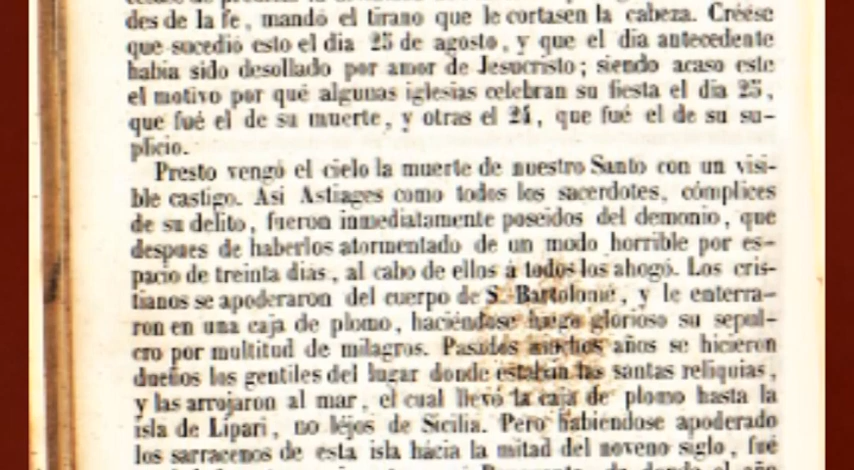 des de la fe, mandó el tirano que le cortasen la cabeza. Créese
que sucedió esto el dia 25 de agosto, y que el dia antecedente
habia sido desollado por amor de Jesucristo; siendo acaso este
el motivo por qué algunas iglesias celebran su fiesta el dia 25,
que fué el de su muerte, y otras el 24, que fué el de su su-
plicio.
Presto vengó el cielo la muerte de nuestro Santo con un visi-
ble castigo. Asi Astiages como todos los sacerdotes, cómplices
de su delito, fueron inmediatamente poseidos del demonio, que
despues de haberlos atormentado de un modo horrible por es-
pacio de treinta dias, al cabo de ellos á todos los ahogó. Los cris-
tianos se apoderaron del cuerpo de S. Bartolomé, y le enterra-
ron en una caja de plomo, haciéndose luego glorioso su sepul-
cro por multitud de milagros. Pasados muchos años se hicieron
dueños los gentiles del lugar donde estaban las santas reliquias,
y las arrojaron al mar, el cual llevó la caja de plomo hasta la
isla de Lipari, no léjos de Sicilia. Pero habiéndose apoderado
los sarracenos de esta isla hácia la mitad del noveno siglo, fué